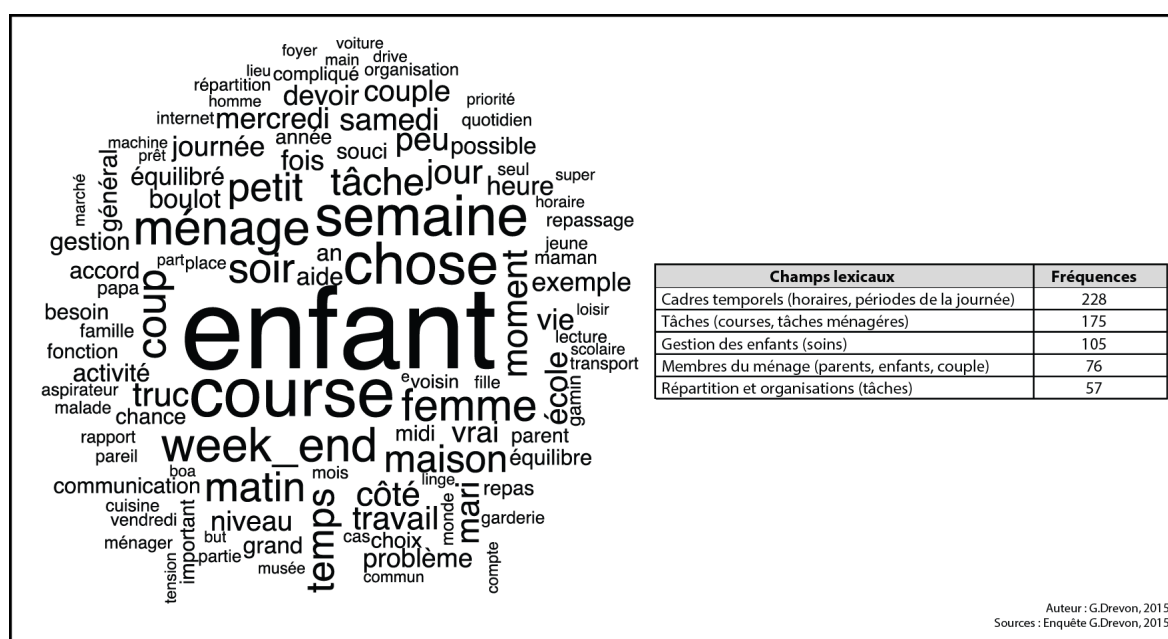 voiture
foyer main drive
lieu compliqué organisation
répartition devoir couple
homme priorité
internet mercredi samedi quotidien
machine journée année peu possible
prêt fois souci
général équilibré petit tâche jour seul super
marché boulot heure
horaire
ménage semaine repassage
gestion jeune
part place soir an chose maman
accord aide moment exemple
papa coup
besoin enfant vie loisir
famille lecture
fonction scolaire
activité transport
aspirateur truc course e voisin fille école gamin
malade chance femme
rapport week_end midi vrai parent
pareil maison équilibre
boa mois linge
communication matin côté mari repas
cuisine monde
vendredi niveau temps travail garderie
important but cas choix
ménager partie grand problème
tension musée commun compte
Champs lexicaux Fréquences
Cadres temporels (horaires, périodes de la journée) 228
Tâches (courses, tâches ménagéres) 175
Gestion des enfants (soins) 105
Membres du ménage (parents, enfants, couple) 76
Répartition et organisations (tâches) 57
Auteur : G.Drevon, 2015
Sources : Enquête G.Drevon, 2015